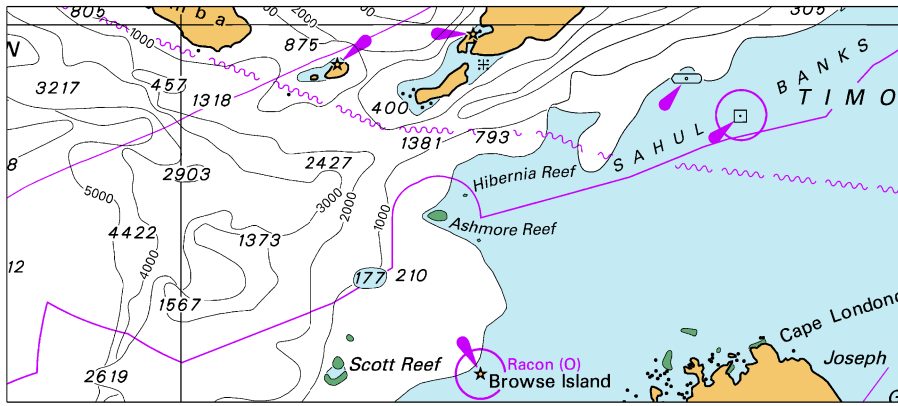 805
m b a
2000
305
1000
875
N
BANKS
3217
457
1318
400
TIMO
1381
793
SAHUL
8
2427
2903
Hibernia Reef
5000
3000
2000
1000
Ashmore Reef
4422
1373
4000
12
177
210
1567
Cape Londond
Scott Reef
Racon (O)
Joseph
2619
Browse Island